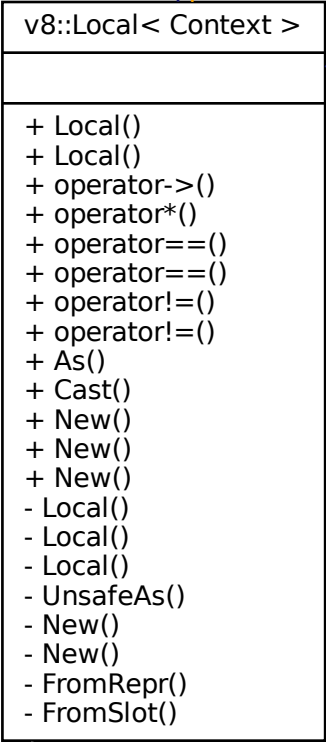 v8::Local< Context >
+ Local()
+ Local()
+ operator->()
+ operator*()
+ operator==()
+ operator==()
+ operator!=()
+ operator!=()
+ As()
+ Cast()
+ New()
+ New()
+ New()
- Local()
- Local()
- Local()
- UnsafeAs()
- New()
- New()
- FromRepr()
- FromSlot()